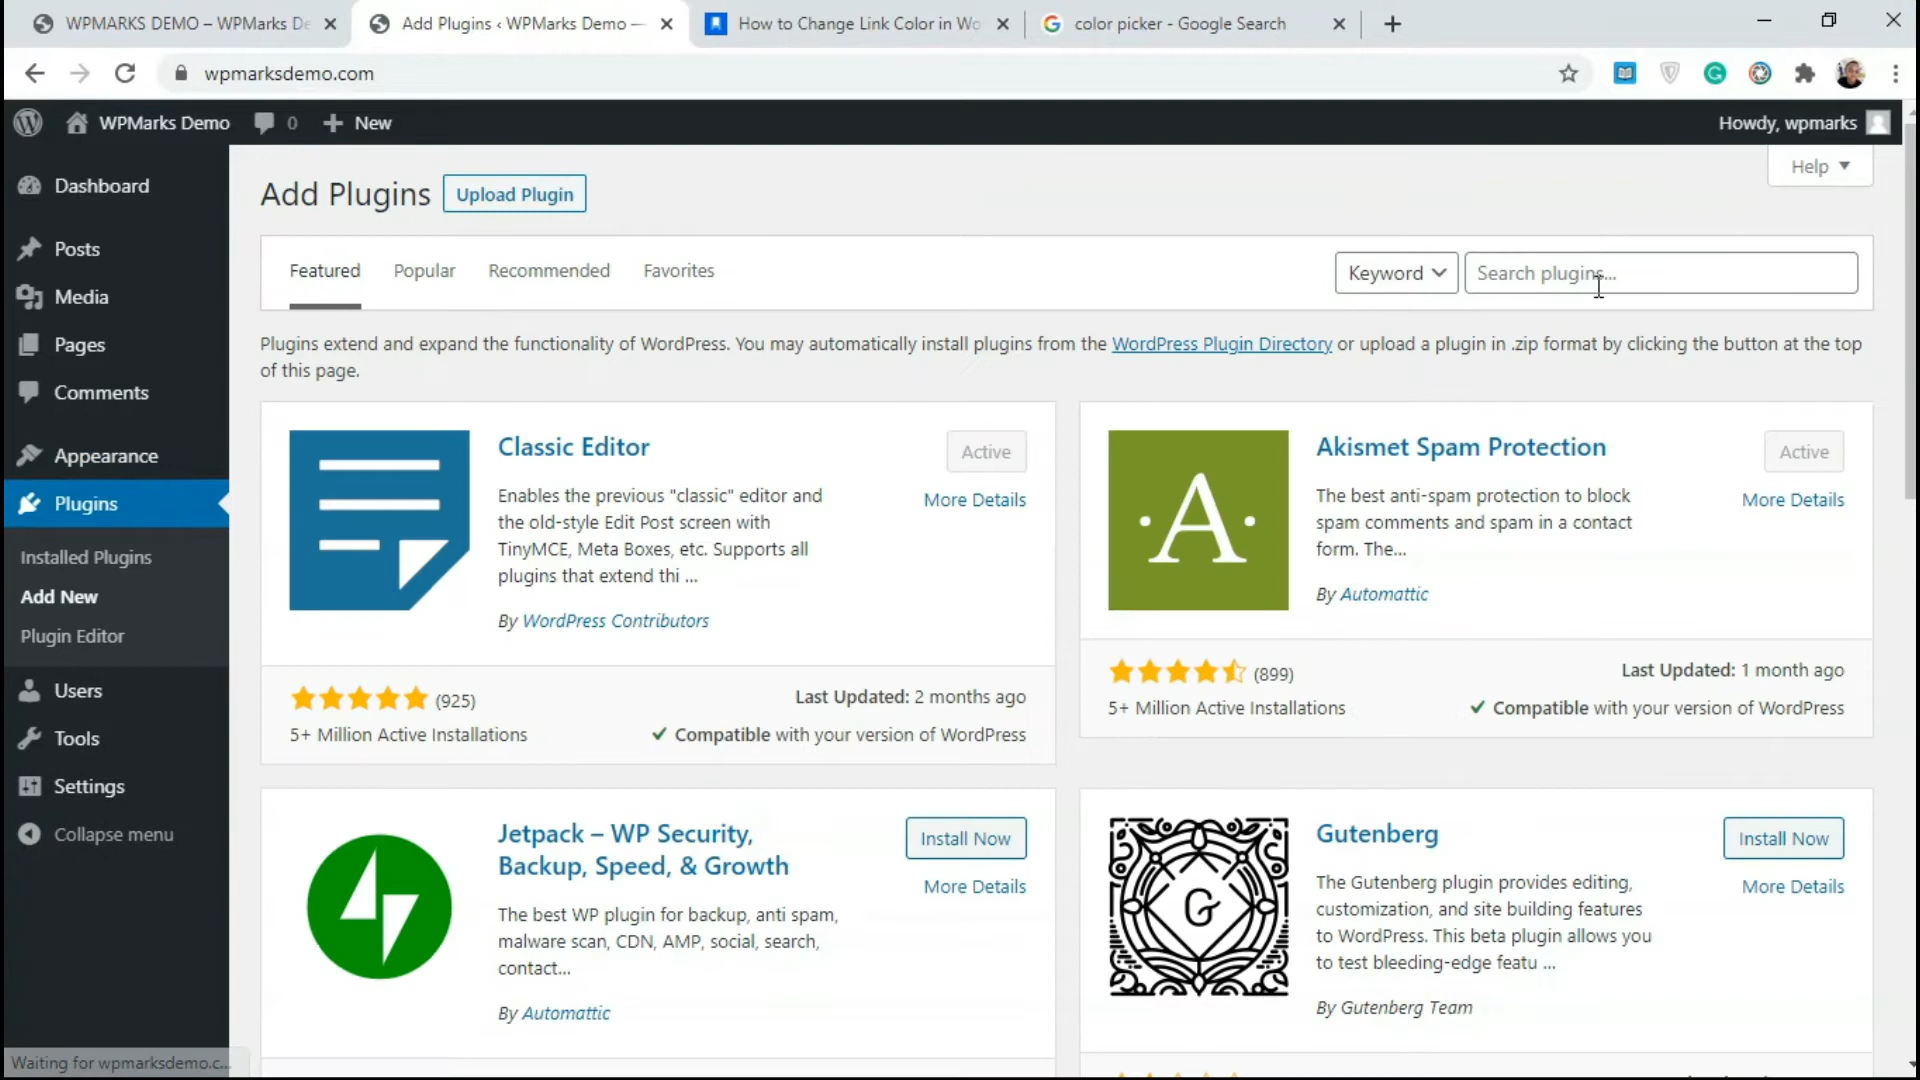 WPMARKS DEMO – WPMarks De
Add Plugins ‹ WPMarks Demo —
How to Change Link Color in Wo
color picker - Google Search
wpmarksdemo.com
WPMarks Demo
0
New
Howdy, wpmarks
Help
Dashboard
Posts
Media
Pages
Comments
Appearance
Plugins
Installed Plugins
Add New
Plugin Editor
Users
Tools
Settings
Collapse menu
Waiting for wpmarksdemo.c...
Add Plugins
Upload Plugin
Featured
Popular
Recommended
Favorites
Keyword
Search plugins...
Plugins extend and expand the functionality of WordPress. You may automatically install plugins from the WordPress Plugin Directory or upload a plugin in .zip format by clicking the button at the top
of this page.
Classic Editor
Active
More Details
Enables the previous "classic" editor and
the old-style Edit Post screen with
TinyMCE, Meta Boxes, etc. Supports all
plugins that extend thi ...
By WordPress Contributors
(925)
Last Updated: 2 months ago
5+ Million Active Installations
Compatible with your version of WordPress
A
Akismet Spam Protection
Active
More Details
The best anti-spam protection to block
spam comments and spam in a contact
form. The...
By Automattic
(899)
Last Updated: 1 month ago
5+ Million Active Installations
Compatible with your version of WordPress
Jetpack – WP Security,
Backup, Speed, & Growth
Install Now
More Details
The best WP plugin for backup, anti spam,
malware scan, CDN, AMP, social, search,
contact...
By Automattic
G
Gutenberg
Install Now
More Details
The Gutenberg plugin provides editing,
customization, and site building features
to WordPress. This beta plugin allows you
to test bleeding-edge featu ...
By Gutenberg Team